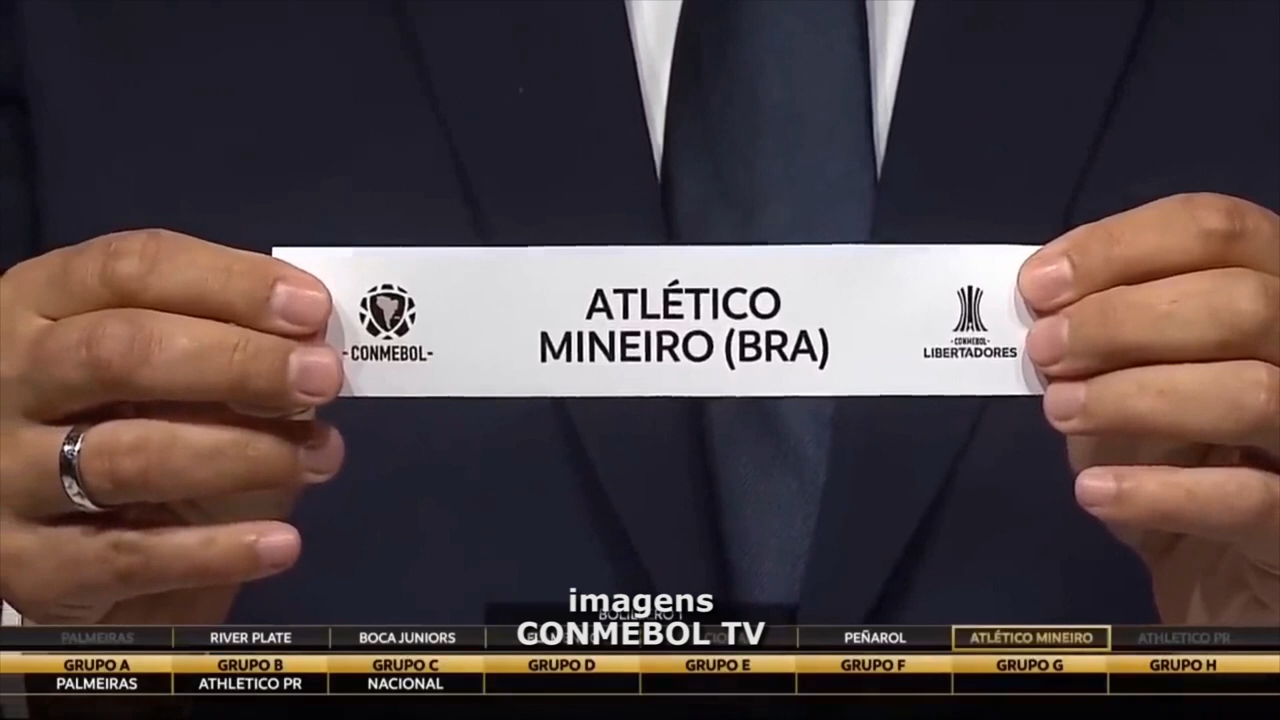 ATLÉTICO
MINEIRO (BRA)
-CONMEBOL-
-CONMEBOL-
LIBERTADORES
imagens
CONMEBOL TV
PALMEIRAS
RIVER PLATE
BOCA JUNIORS
PEÑAROL
ATLÉTICO MINEIRO
ATHLETICO PR
GRUPO A
GRUPO B
GRUPO C
GRUPO D
GRUPO E
GRUPO F
GRUPO G
GRUPO H
PALMEIRAS
ATHLETICO PR
NACIONAL